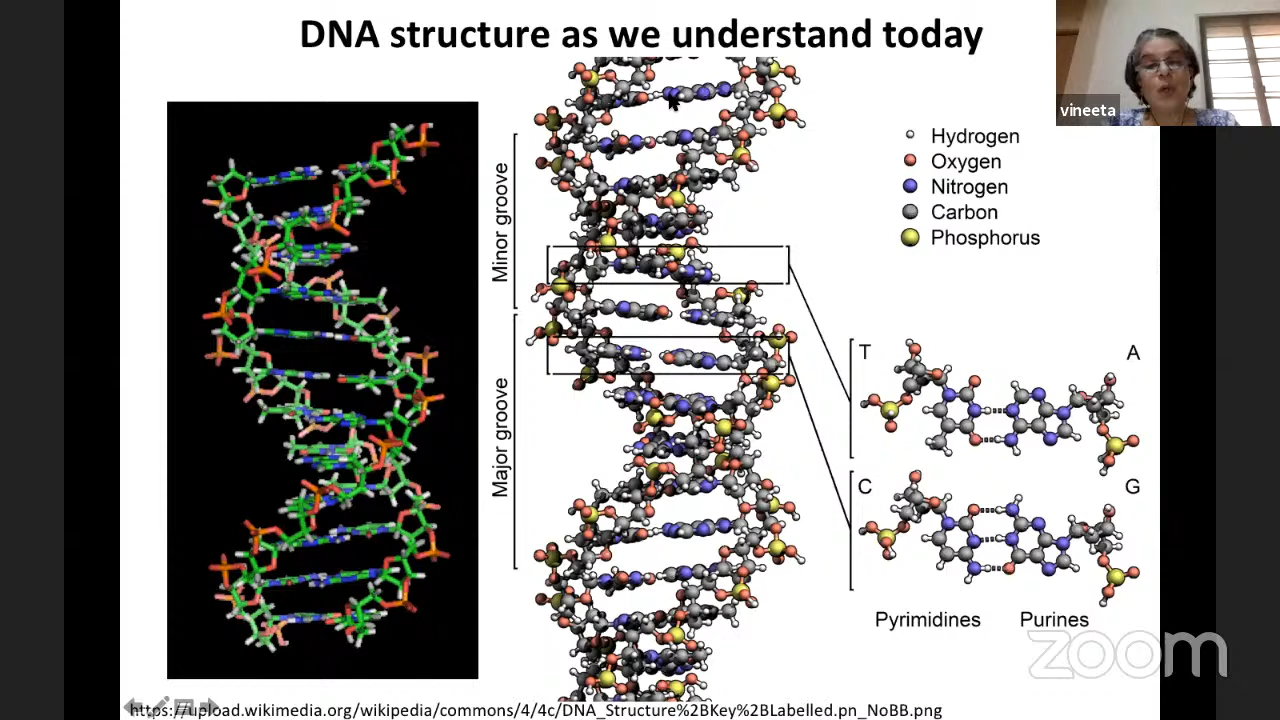 DNA structure as we understand today
vineeta
Minor groove
Major groove
Hydrogen
Oxygen
Nitrogen
Carbon
Phosphorus
T
A
C
G
Pyrimidines
Purines
zoom
https://upload.wikimedia.org/wikipedia/commons/4/4c/DNA_Structure%2BKey%2BLabelled.pn_NoBB.png